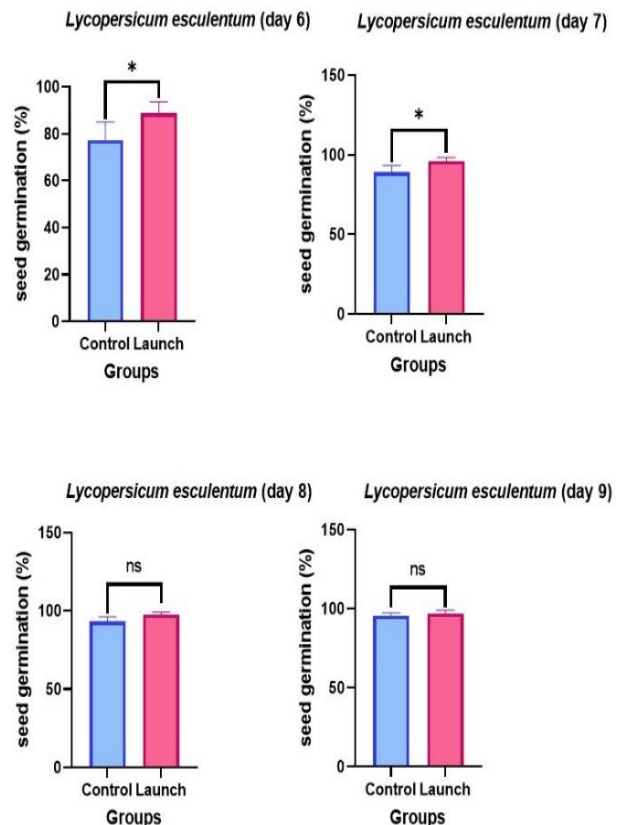 Lycopersicum esculentum (day 6)
*
100
80
60
40
20
0
seed germination (%)
Control Launch
Groups
Lycopersicum esculentum (day 7)
*
150
100
50
0
seed germination (%)
Control Launch
Groups
Lycopersicum esculentum (day 8)
ns
150
100
50
0
seed germination (%)
Control Launch
Groups
Lycopersicum esculentum (day 9)
ns
150
100
50
0
seed germination (%)
Control Launch
Groups